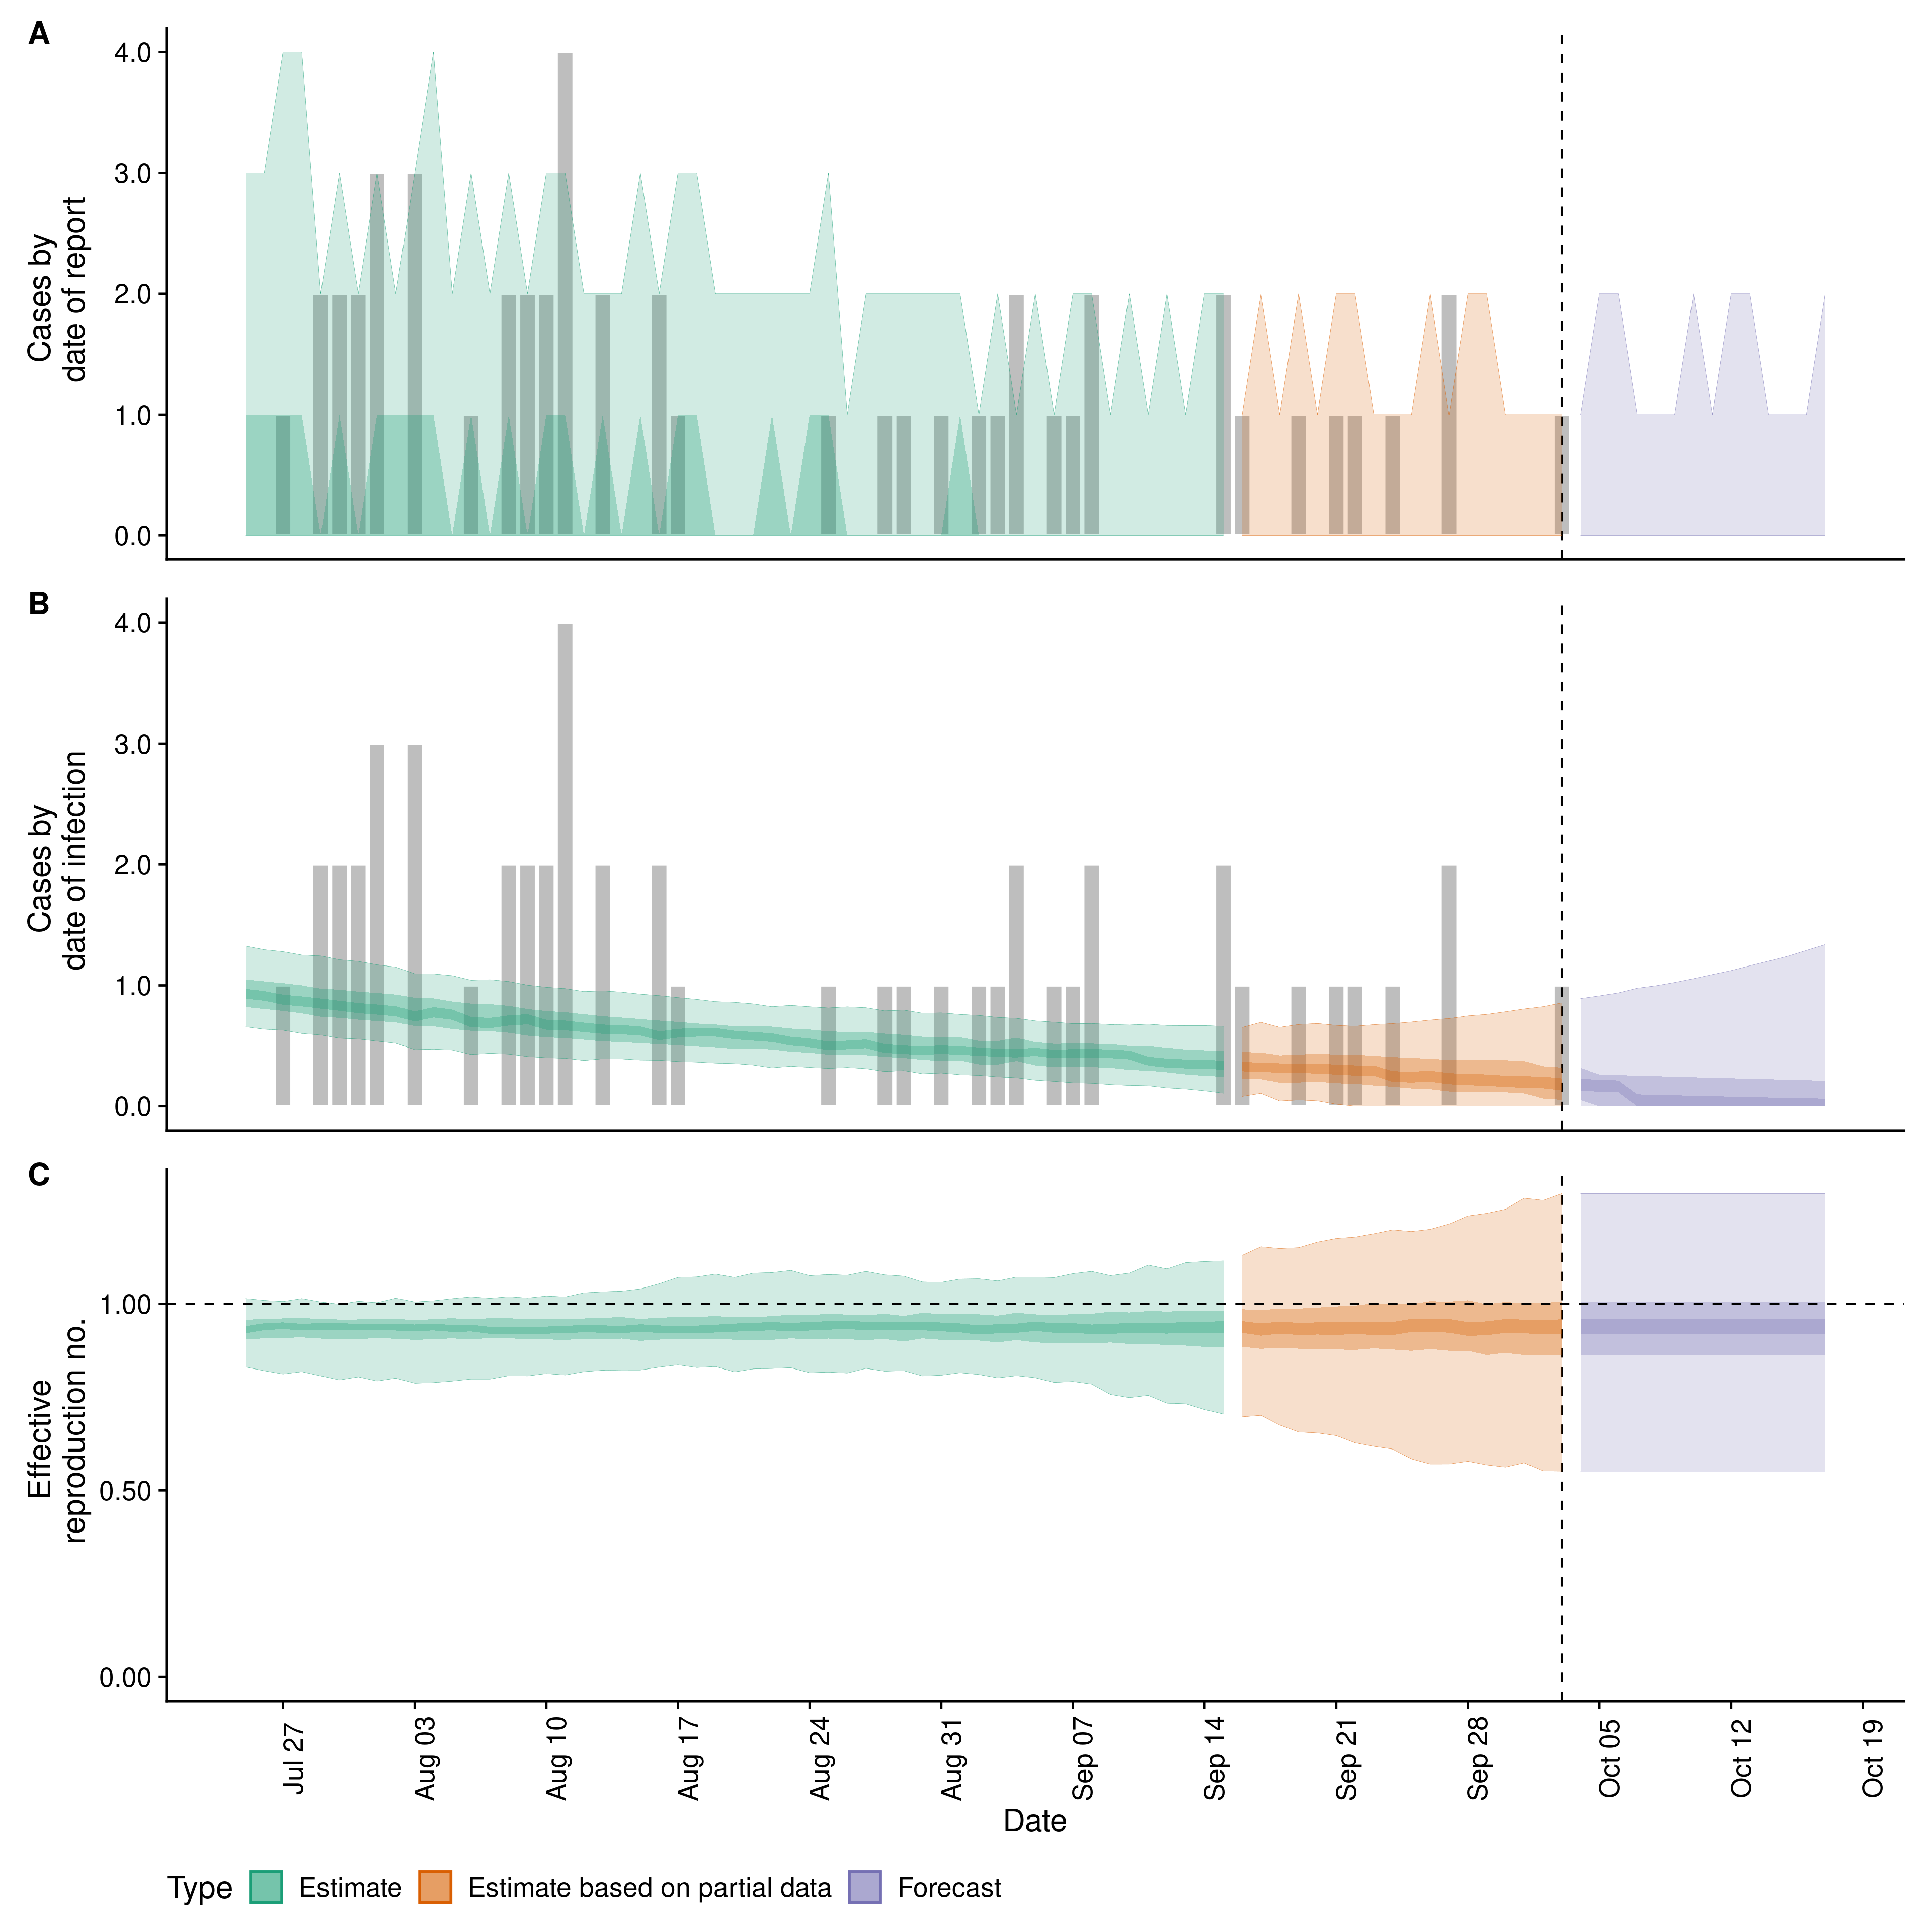 A
4.0
3.0
2.0
1.0
0.0
Cases by
date of report
B
4.0
3.0
2.0
1.0
0.0
Cases by
date of infection
C
1.00
0.50
0.00
Effective
reproduction no.
Jul 27
Aug 03
Aug 10
Aug 17
Aug 24
Aug 31
Sep 07
Sep 14
Sep 21
Sep 28
Oct 05
Oct 12
Oct 19
Date
Type Estimate Estimate based on partial data Forecast